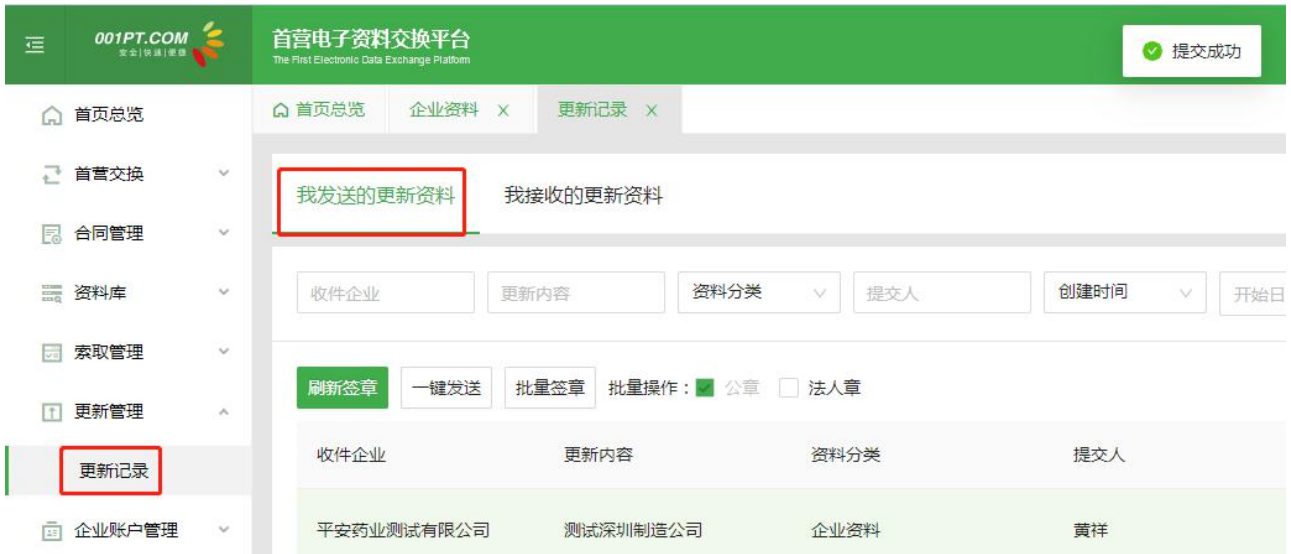 001PT.COM
安全|快速|便捷
首营电子资料交换平台
The First Electronic Data Exchange Platform
提交成功
首页总览
首营交换
合同管理
资料库
索取管理
更新管理
更新记录
企业账户管理
首页总览 企业资料 X 更新记录 X
我发送的更新资料 我接收的更新资料
收件企业 更新内容 资料分类 提交人 创建时间 开始日
刷新签章 一键发送 批量签章 批量操作： 公章 法人章
收件企业 更新内容 资料分类 提交人
平安药业测试有限公司 测试深圳制造公司 企业资料 黄祥